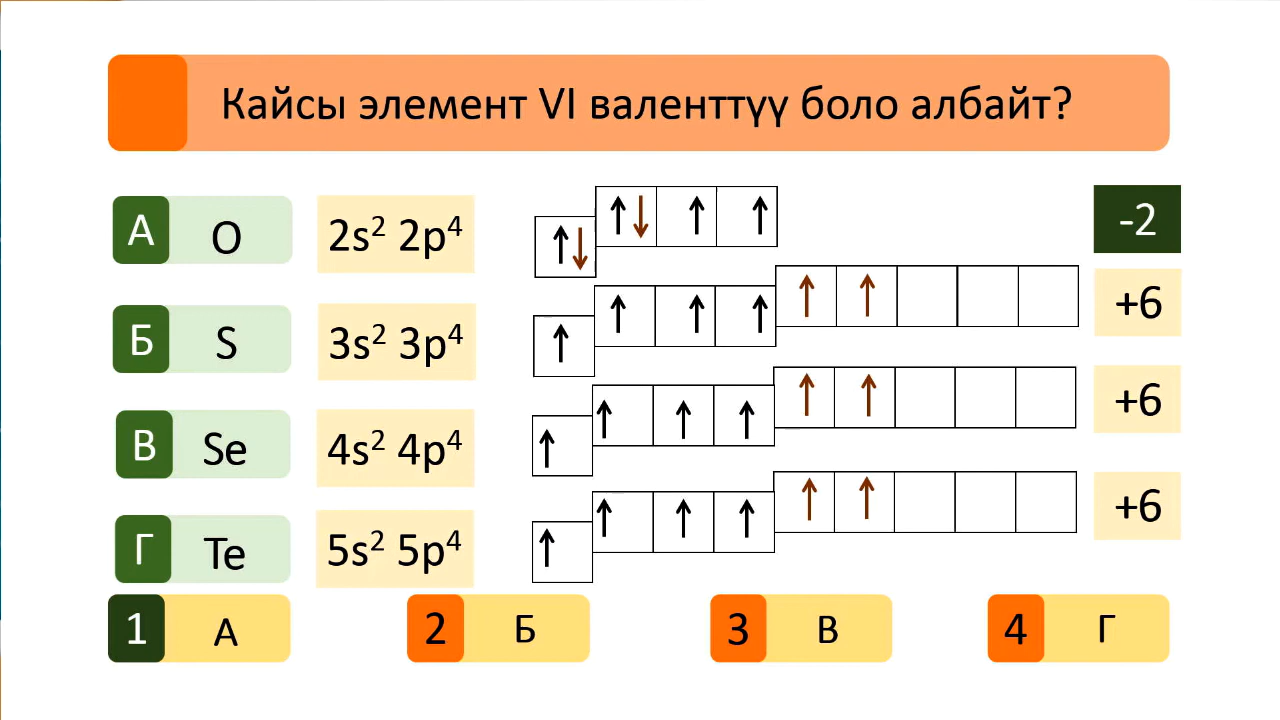 Кайсы элемент VI валенттүү боло албайт?
А O 2s² 2p⁴ -2
Б S 3s² 3p⁴ +6
В Se 4s² 4p⁴ +6
Г Te 5s² 5p⁴ +6
1 А 2 Б 3 В 4 Г